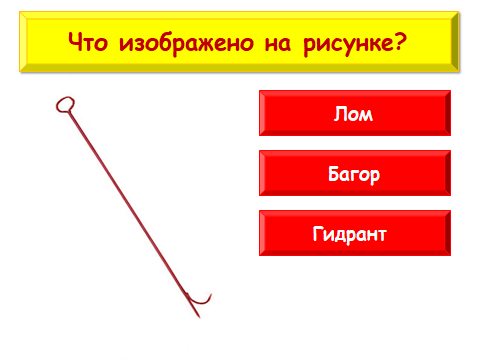 Что изображено на рисунке?
Лом
Багор
Гидрант